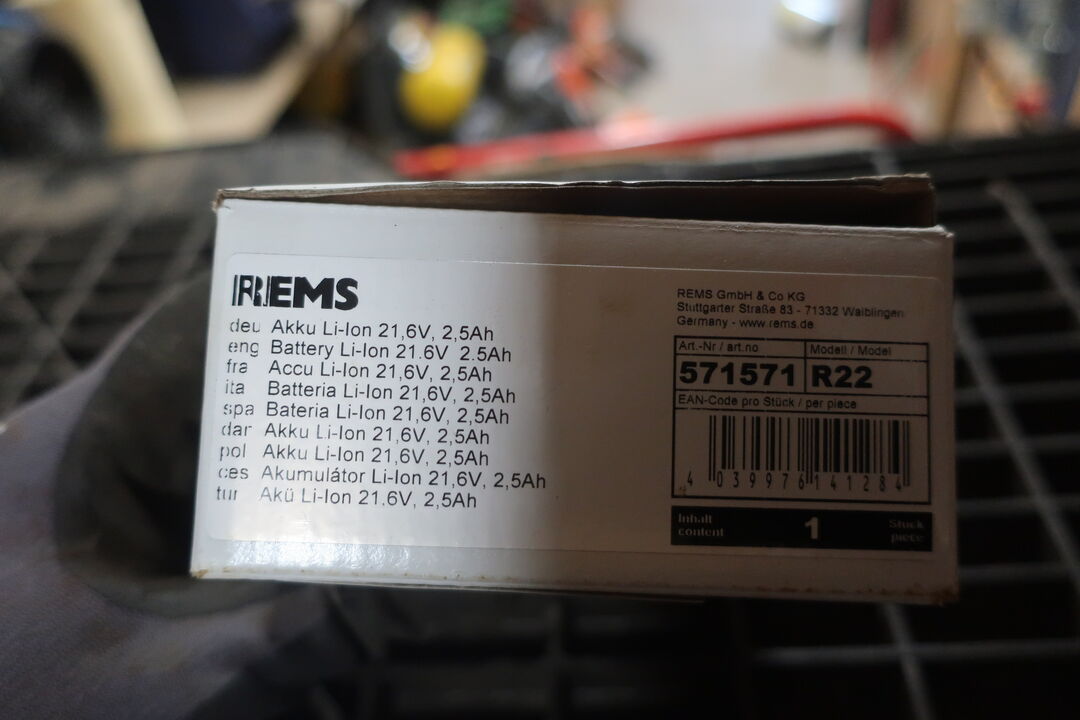 REMS
deu Akku Li-Ion 21,6V, 2,5Ah
eng Battery Li-Ion 21.6V 2.5Ah
fra Accu Li-Ion 21,6V, 2,5Ah
ita Batteria Li-Ion 21,6V, 2,5Ah
spa Bateria Li-Ion 21,6V, 2,5Ah
dan Akku Li-Ion 21,6V, 2,5Ah
pol Akku Li-Ion 21,6V, 2,5Ah
ces Akumulátor Li-Ion 21,6V, 2,5Ah
tur Akü Li-Ion 21.6V, 2,5Ah
REMS GmbH & Co KG
Stuttgarter Straße 83 - 71332 Waiblingen
Germany - www.rems.de
Art.-Nr / art.no Modell / Model
571571 R22
EAN-Code pro Stück / per piece
4 039976 141284
Inhalt 1 Stück
content piece